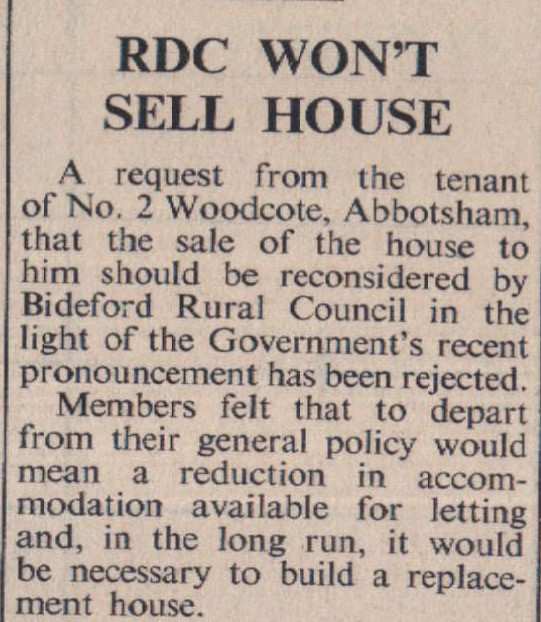 RDC WON'T
SELL HOUSE
A request from the tenant
of No. 2 Woodcote, Abbotsham,
that the sale of the house to
him should be reconsidered by
Bideford Rural Council in the
light of the Government's recent
pronouncement has been rejected.
Members felt that to depart
from their general policy would
mean a reduction in accom-
modation available for letting
and, in the long run, it would
be necessary to build a replace-
ment house.